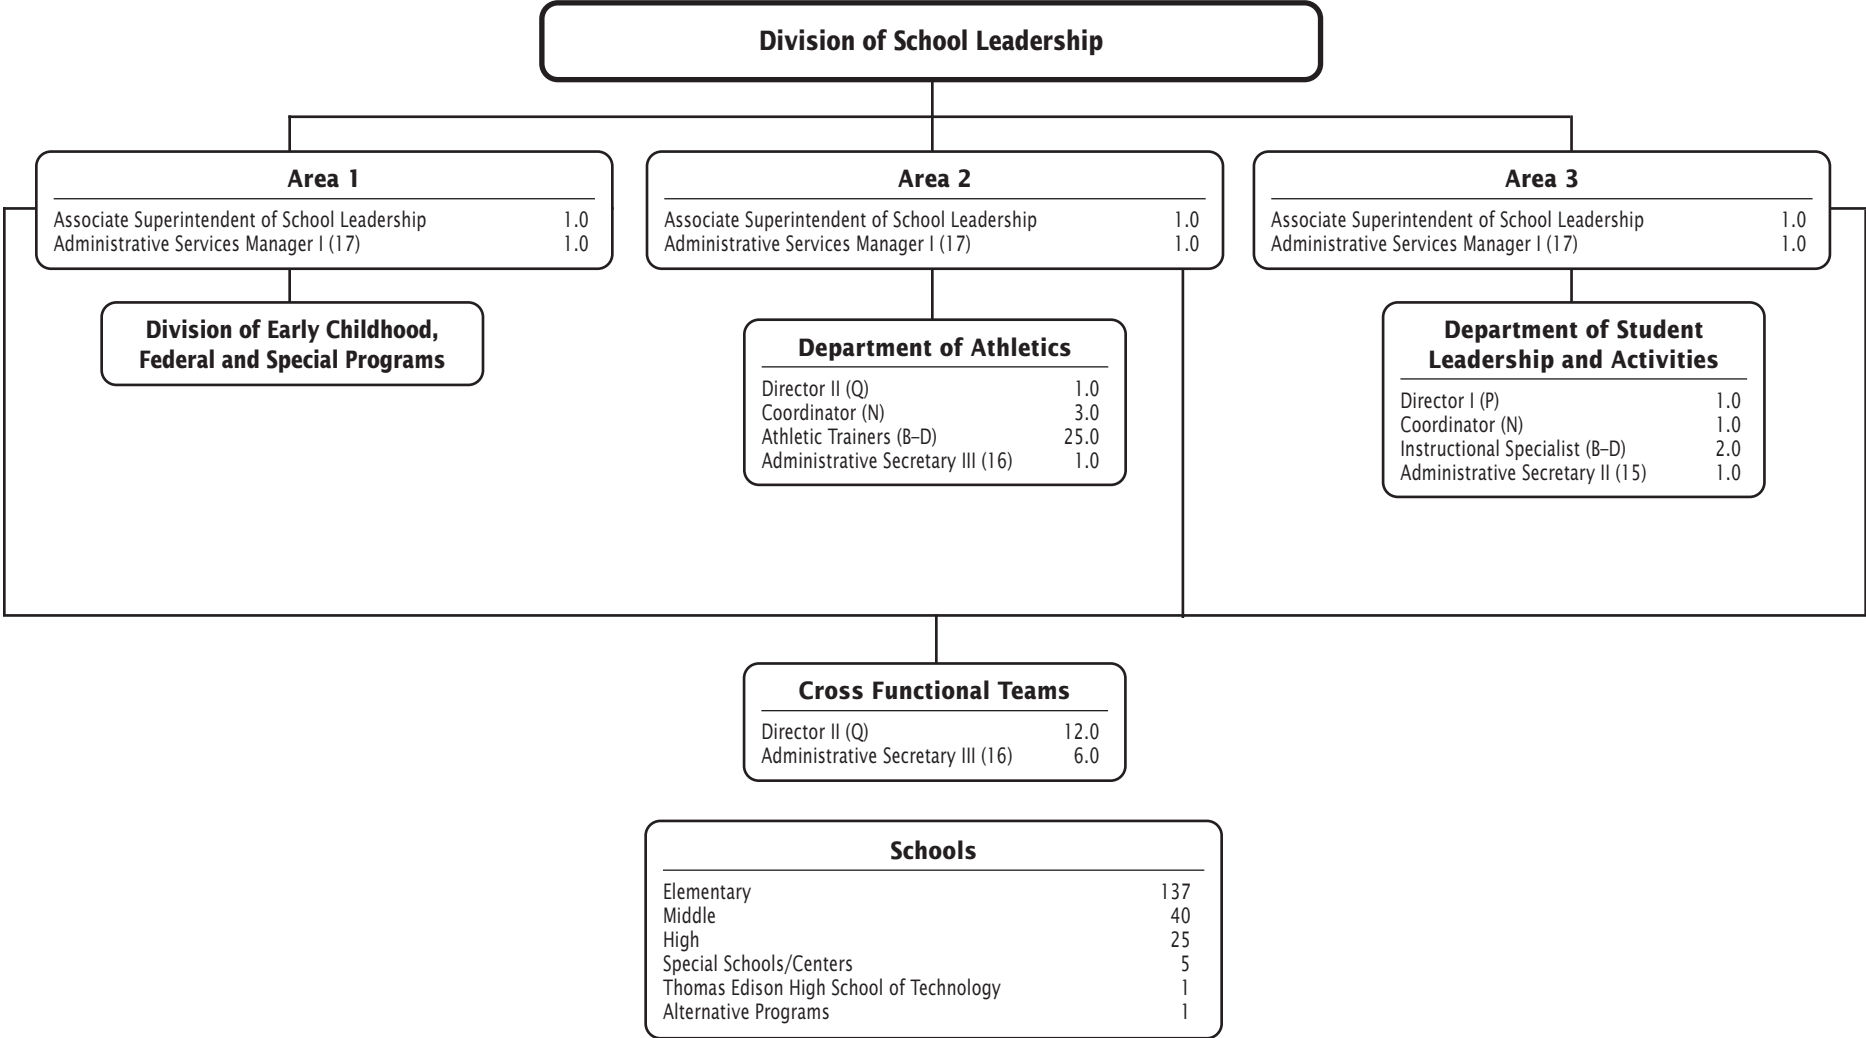 Division of School Leadership
Area 1
Associate Superintendent of School Leadership 1.0
Administrative Services Manager I (17) 1.0
Area 2
Associate Superintendent of School Leadership 1.0
Administrative Services Manager I (17) 1.0
Area 3
Associate Superintendent of School Leadership 1.0
Administrative Services Manager I (17) 1.0
Division of Early Childhood,
Federal and Special Programs
Department of Athletics
Director II (Q) 1.0
Coordinator (N) 3.0
Athletic Trainers (B–D) 25.0
Administrative Secretary III (16) 1.0
Department of Student
Leadership and Activities
Director I (P) 1.0
Coordinator (N) 1.0
Instructional Specialist (B–D) 2.0
Administrative Secretary II (15) 1.0
Cross Functional Teams
Director II (Q) 12.0
Administrative Secretary III (16) 6.0
Schools
Elementary 137
Middle 40
High 25
Special Schools/Centers 5
Thomas Edison High School of Technology 1
Alternative Programs 1